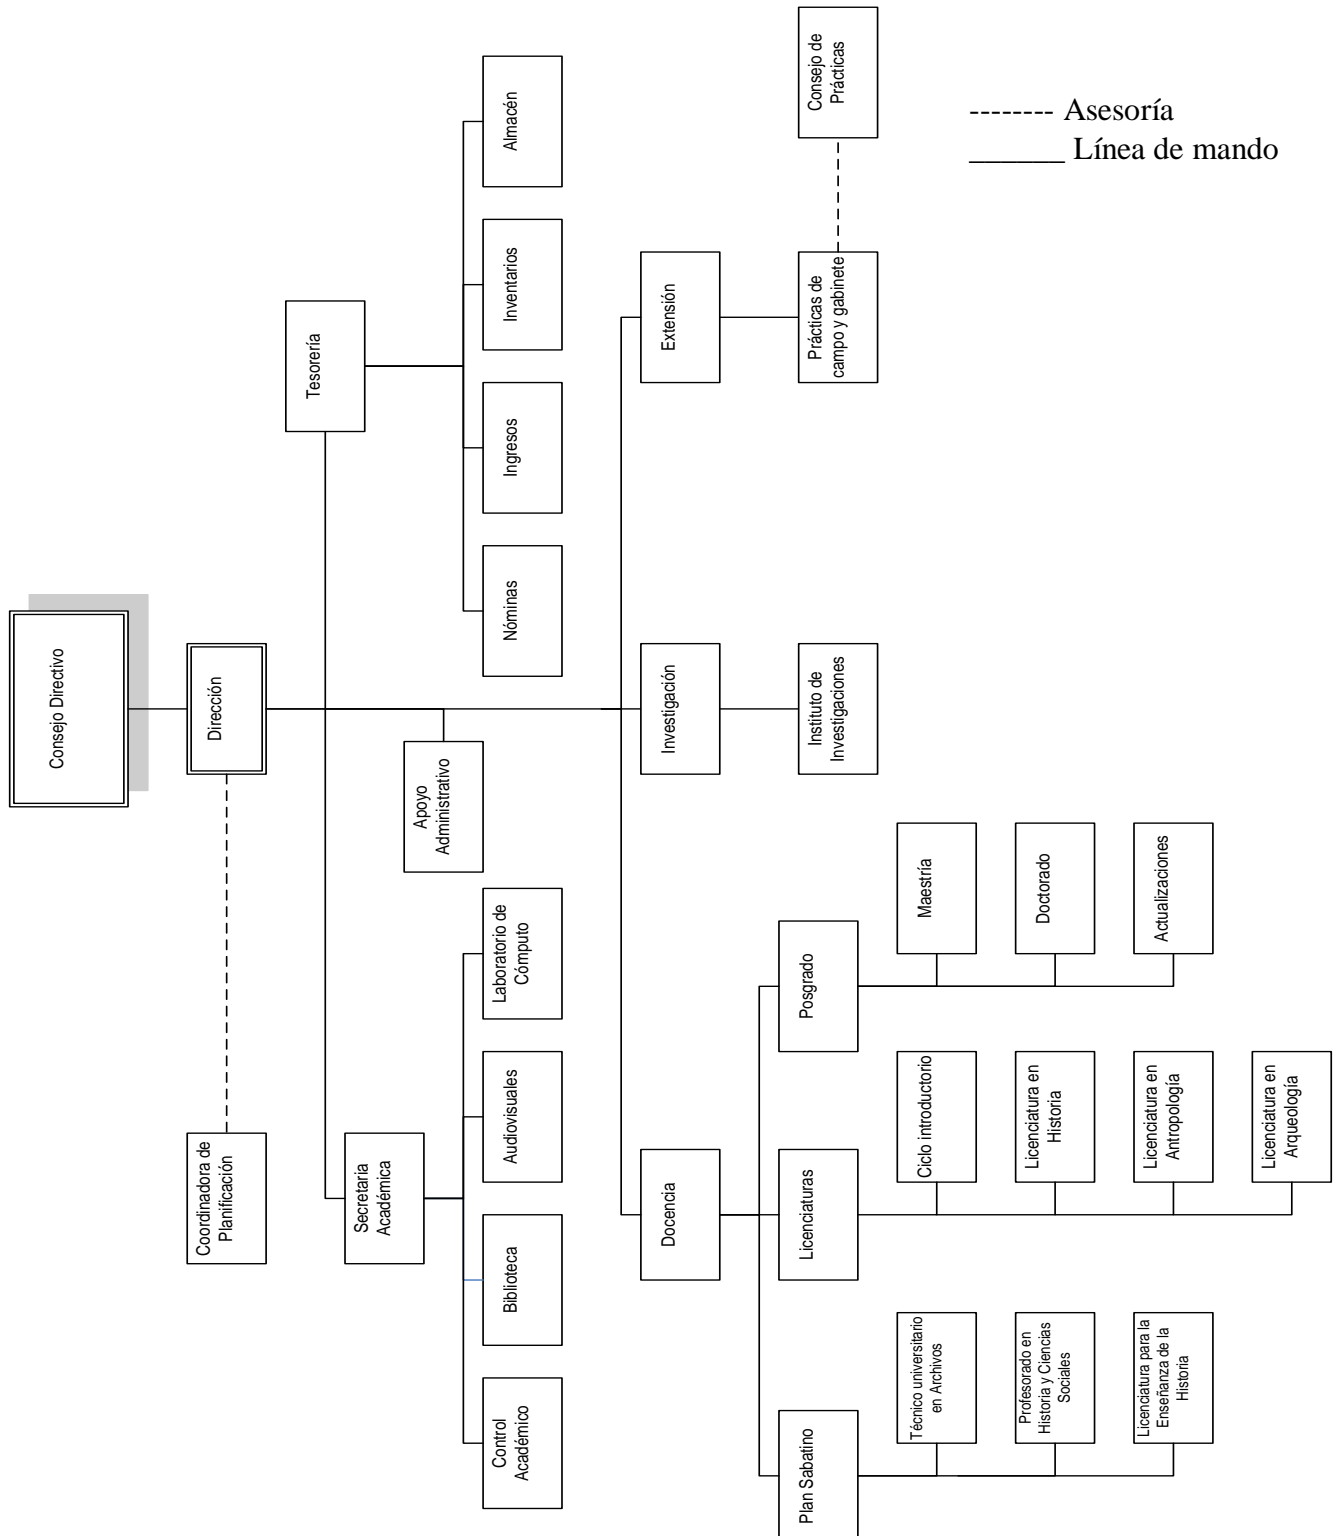 Consejo Directivo
Coordinadora de
Planificación
Dirección
Tesorería
Secretaria
Académica
Apoyo
Administrativo
Control
Académico
Biblioteca
Audiovisuales
Laboratorio de
Cómputo
Nóminas
Ingresos
Inventarios
Almacén
Docencia
Investigación
Extensión
Plan Sabatino
Licenciaturas
Posgrado
Instituto de
Investigaciones
Prácticas de
campo y gabinete
Consejo de
Prácticas
Técnico universitario
en Archivos
Profesorado en
Historia y Ciencias
Sociales
Licenciatura para la
Enseñanza de la
Historia
Ciclo introductorio
Licenciatura en
Historia
Licenciatura en
Antropología
Licenciatura en
Arqueología
Maestría
Doctorado
Actualizaciones
-------- Asesoría
______ Línea de mando